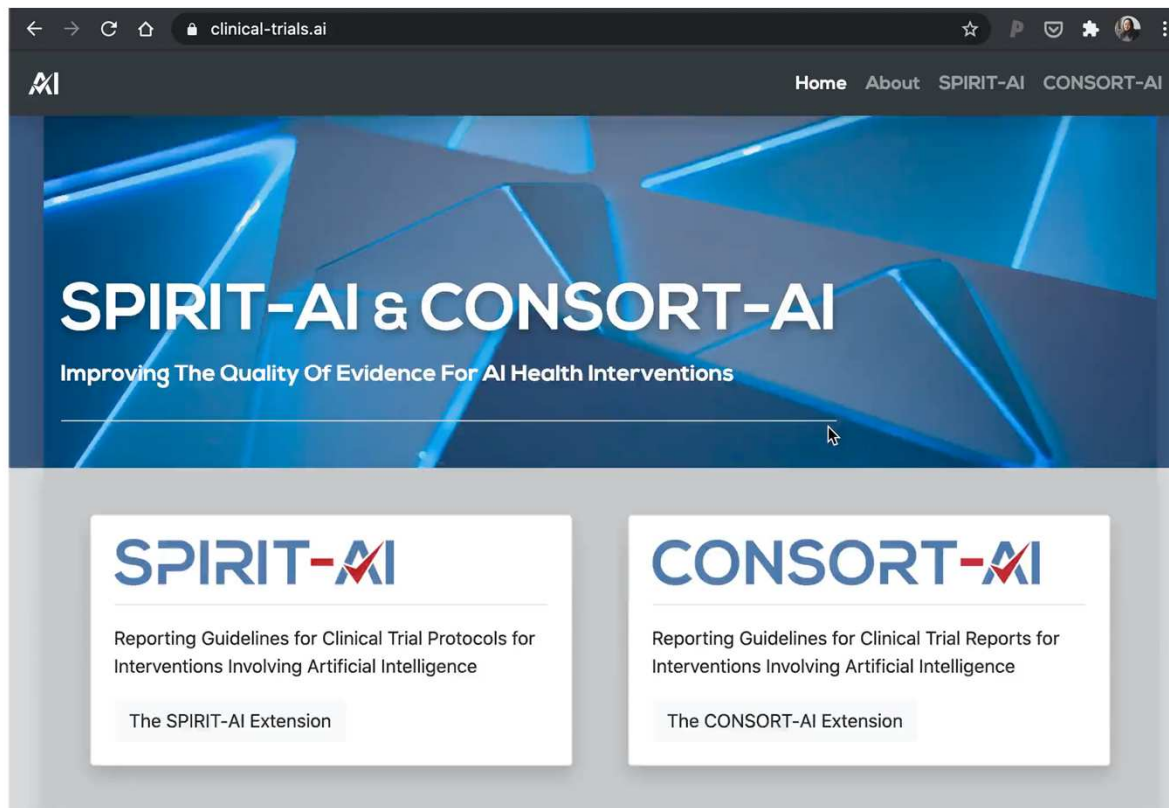 clinical-trials.ai
AI
Home About SPIRIT-AI CONSORT-AI
SPIRIT-AI & CONSORT-AI
Improving The Quality Of Evidence For AI Health Interventions
SPIRIT-AI
Reporting Guidelines for Clinical Trial Protocols for
Interventions Involving Artificial Intelligence
The SPIRIT-AI Extension
CONSORT-AI
Reporting Guidelines for Clinical Trial Reports for
Interventions Involving Artificial Intelligence
The CONSORT-AI Extension